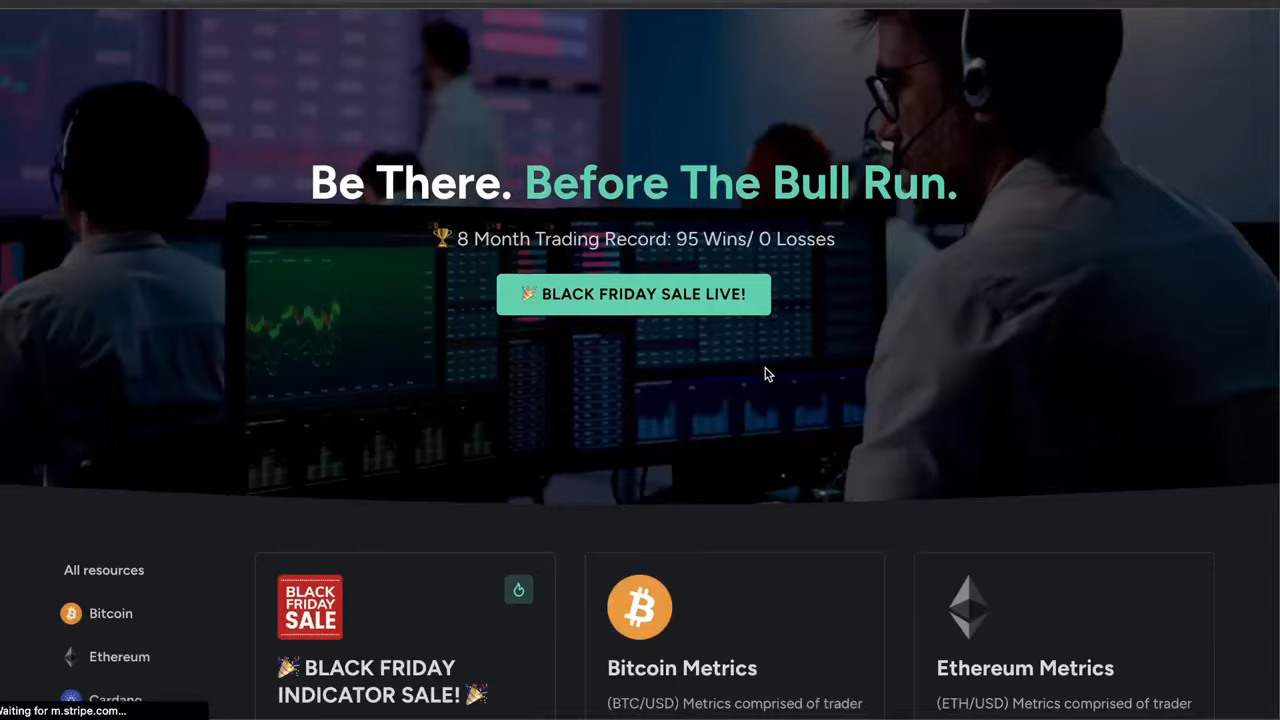 Be There. Before The Bull Run.
🏆 8 Month Trading Record: 95 Wins/ 0 Losses
🎉 BLACK FRIDAY SALE LIVE!
All resources
Bitcoin
Ethereum
Cardano
BLACK
FRIDAY
SALE
🎉 BLACK FRIDAY
INDICATOR SALE! 🎉
Bitcoin Metrics
(BTC/USD) Metrics comprised of trader
Ethereum Metrics
(ETH/USD) Metrics comprised of trader
Waiting for m.stripe.com...